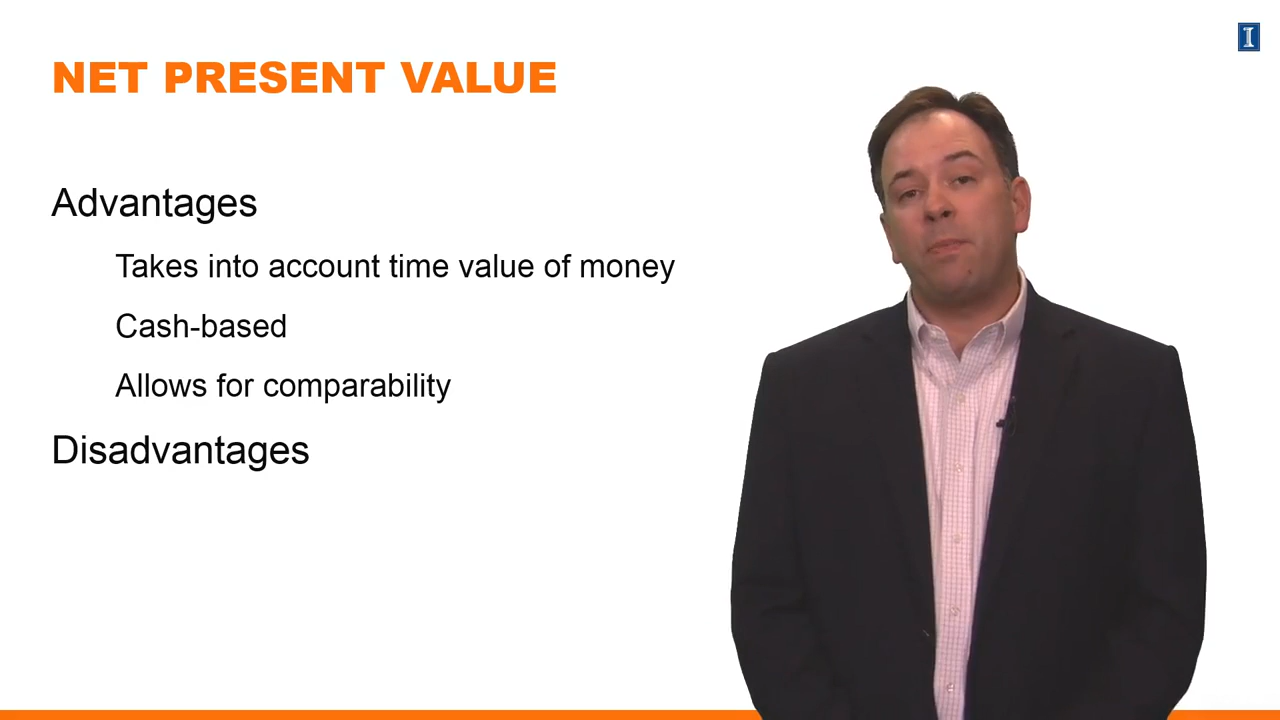 NET PRESENT VALUE
Advantages
Takes into account time value of money
Cash-based
Allows for comparability
Disadvantages
I